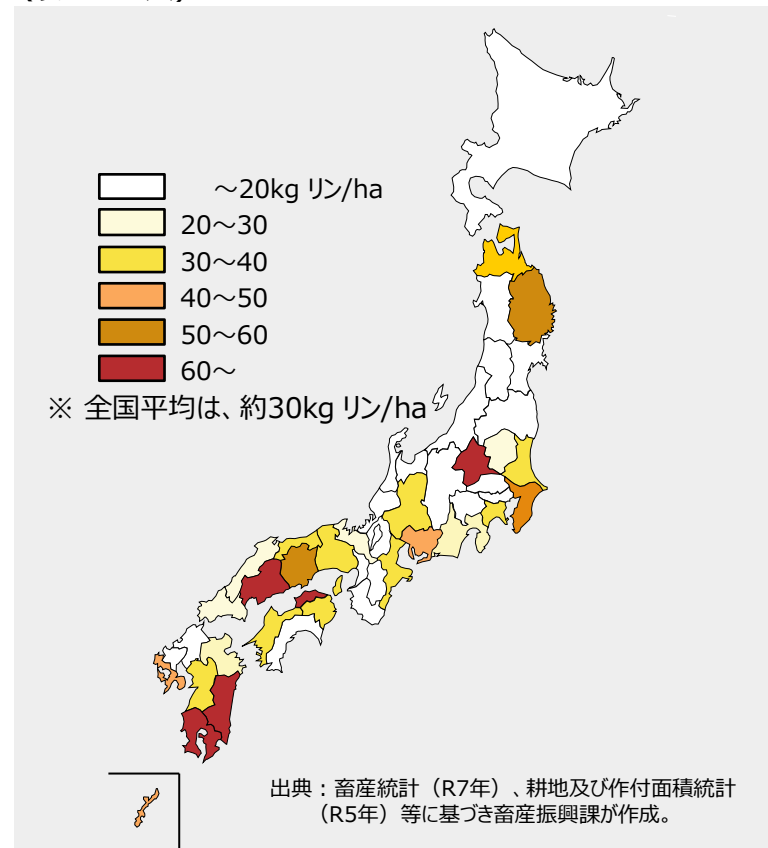 ～20kg リン/ha
20～30
30～40
40～50
50～60
60～
※ 全国平均は、約30kg リン/ha
出典：畜産統計（R7年）、耕地及び作付面積統計
（R5年）等に基づき畜産振興課が作成。